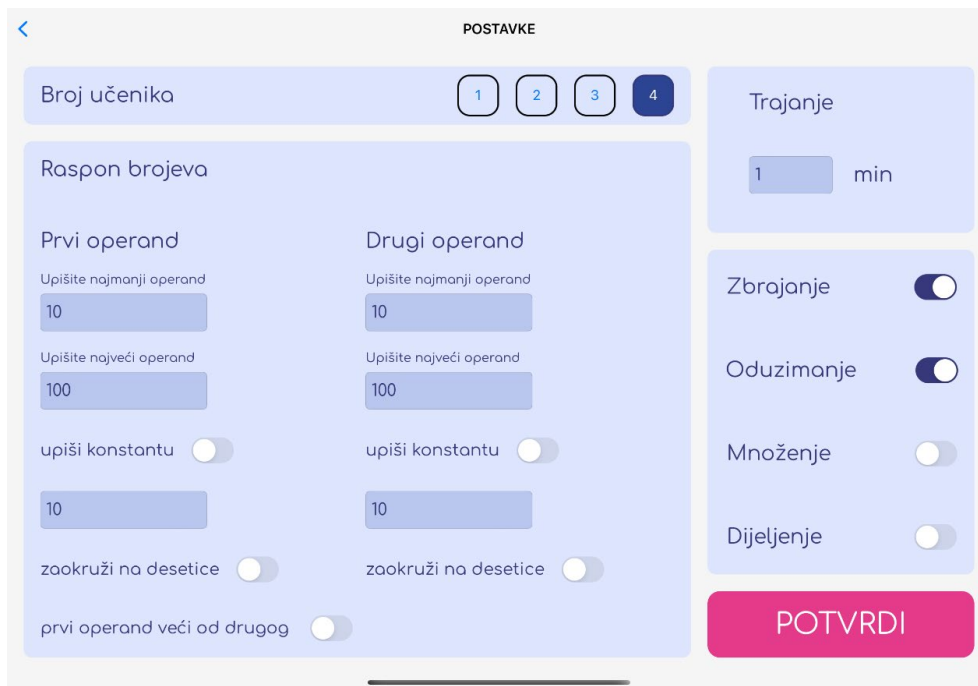 POSTAVKE
Broj učenika 1 2 3 4
Raspon brojeva
Prvi operand
Upišite najmanji operand
10
Upišite najveći operand
100
upiši konstantu
10
zaokruži na desetice
prvi operand veći od drugog
Drugi operand
Upišite najmanji operand
10
Upišite najveći operand
100
upiši konstantu
10
zaokruži na desetice
Trajanje
1 min
Zbrajanje
Oduzimanje
Množenje
Dijeljenje
POTVRDI